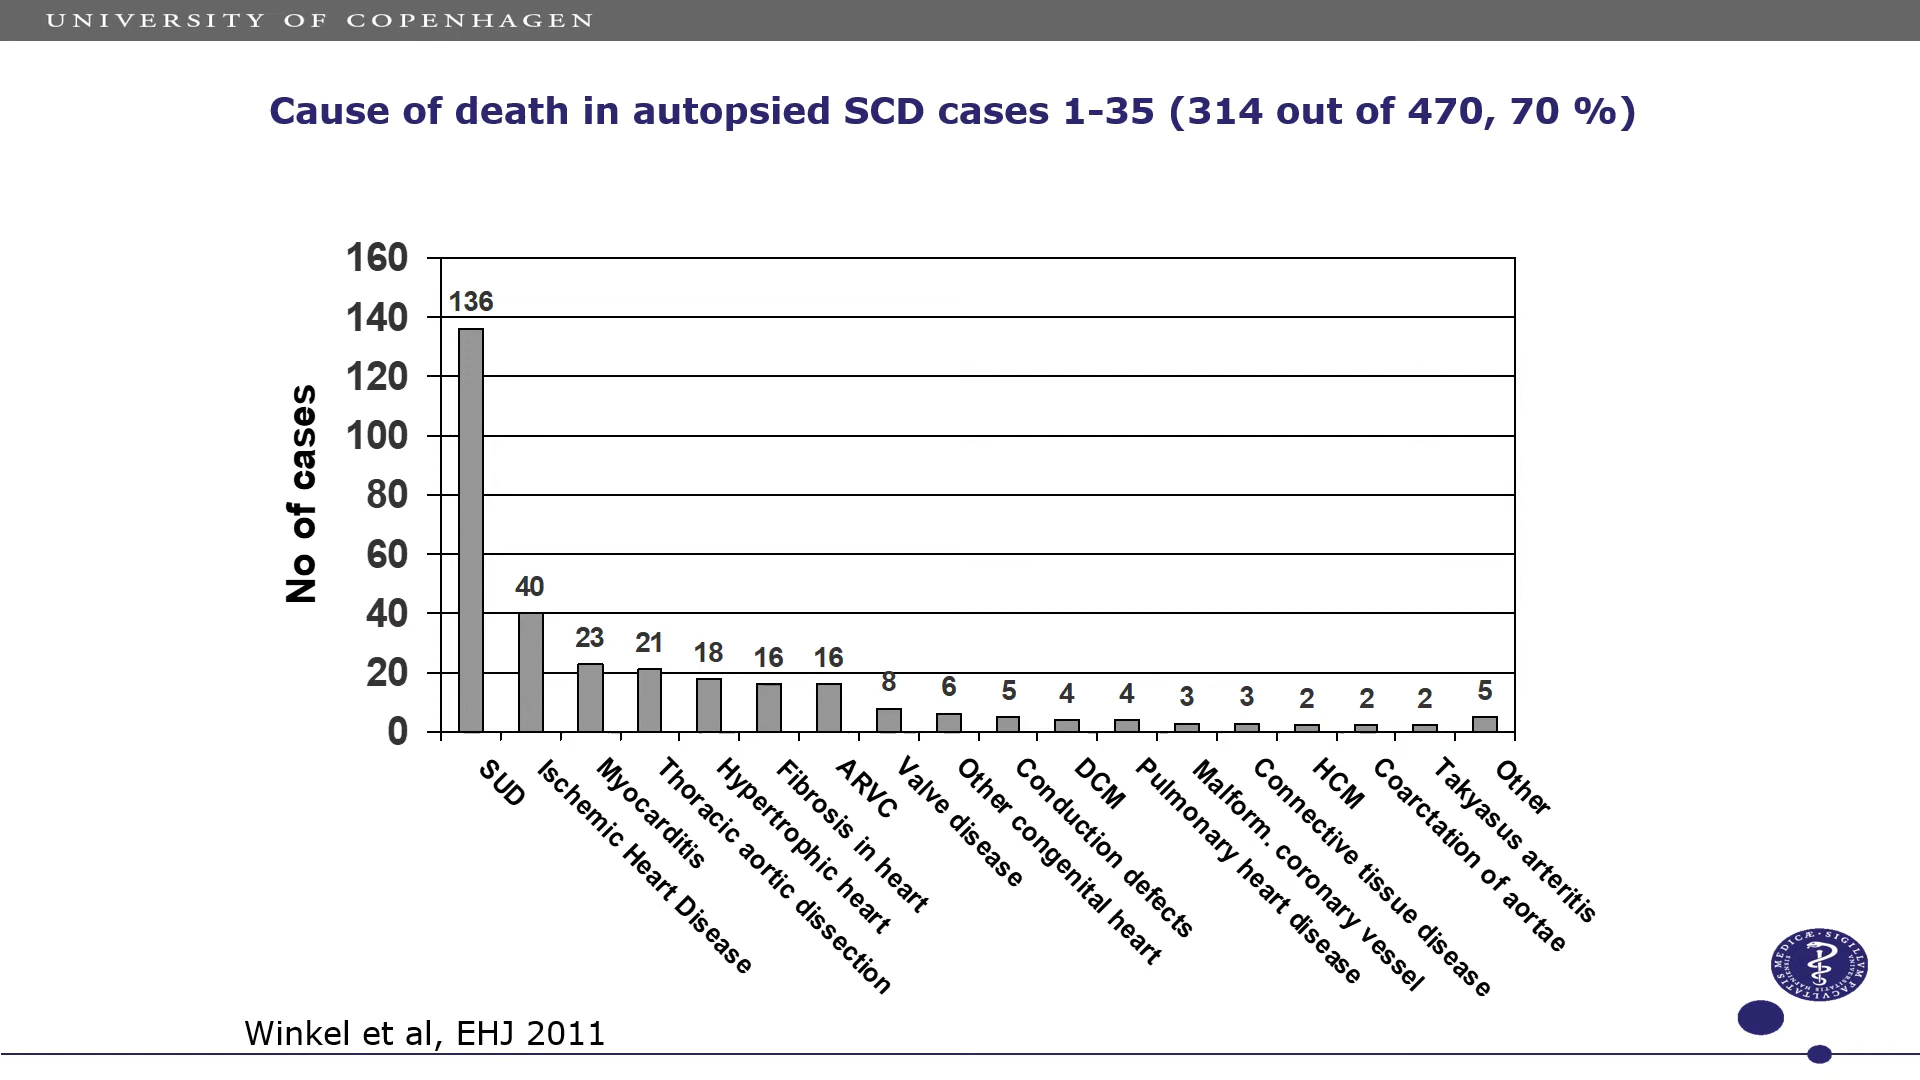 UNIVERSITY OF COPENHAGEN
Cause of death in autopsied SCD cases 1-35 (314 out of 470, 70 %)
No of cases
160
140
120
100
80
60
40
20
0
136
40
23
21
18
16
16
8
6
5
4
4
3
3
2
2
2
5
SUD
Ischemic Heart Disease
Myocarditis
Thoracic aortic dissection
Hypertrophic heart
Fibrosis in heart
ARVC
Valve disease
Other congenital heart
Conduction defects
DCM
Pulmonary heart disease
Malform. coronary vessel
Connective tissue disease
HCM
Coarctation of aortae
Takyasus arteritis
Other
Winkel et al, EHJ 2011